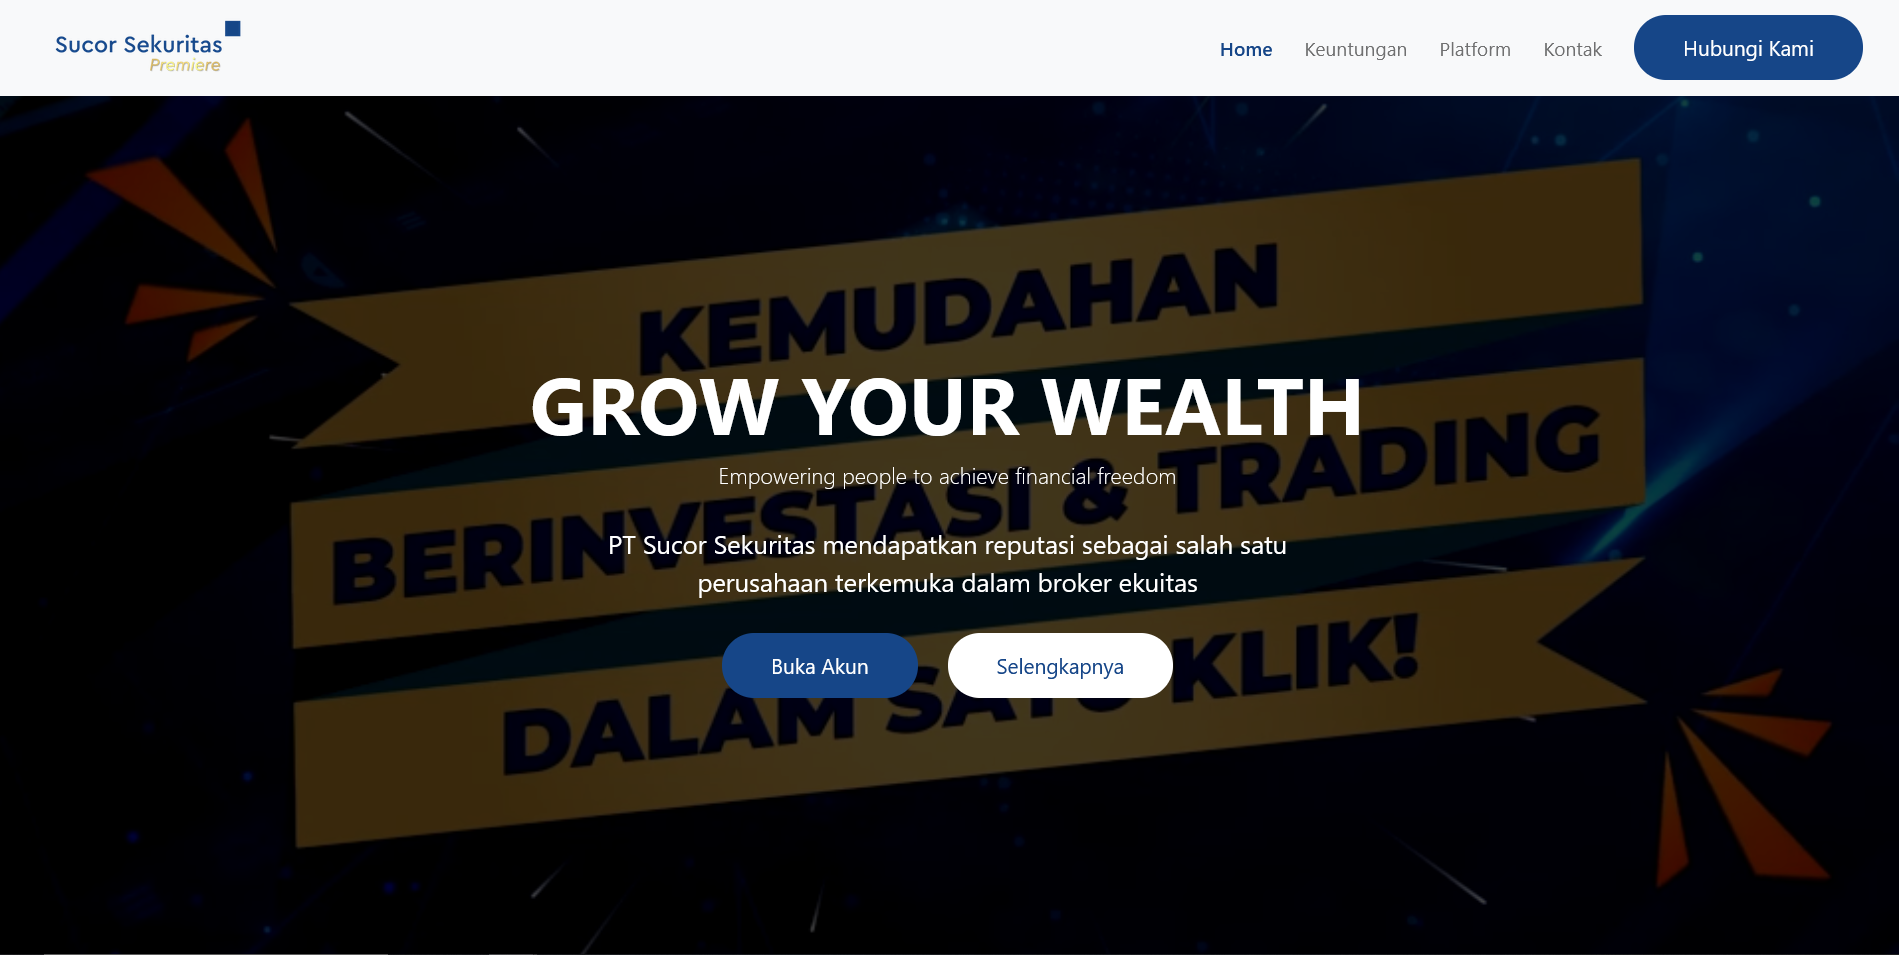 Sucor Sekuritas
Premiere
Home Keuntungan Platform Kontak Hubungi Kami
KEMUDAHAN
GROW YOUR WEALTH
Empowering people to achieve financial freedom
BERINVESTASI & TRADING
PT Sucor Sekuritas mendapatkan reputasi sebagai salah satu
perusahaan terkemuka dalam broker ekuitas
Buka Akun Selengkapnya
DALAM SATU KLIK!